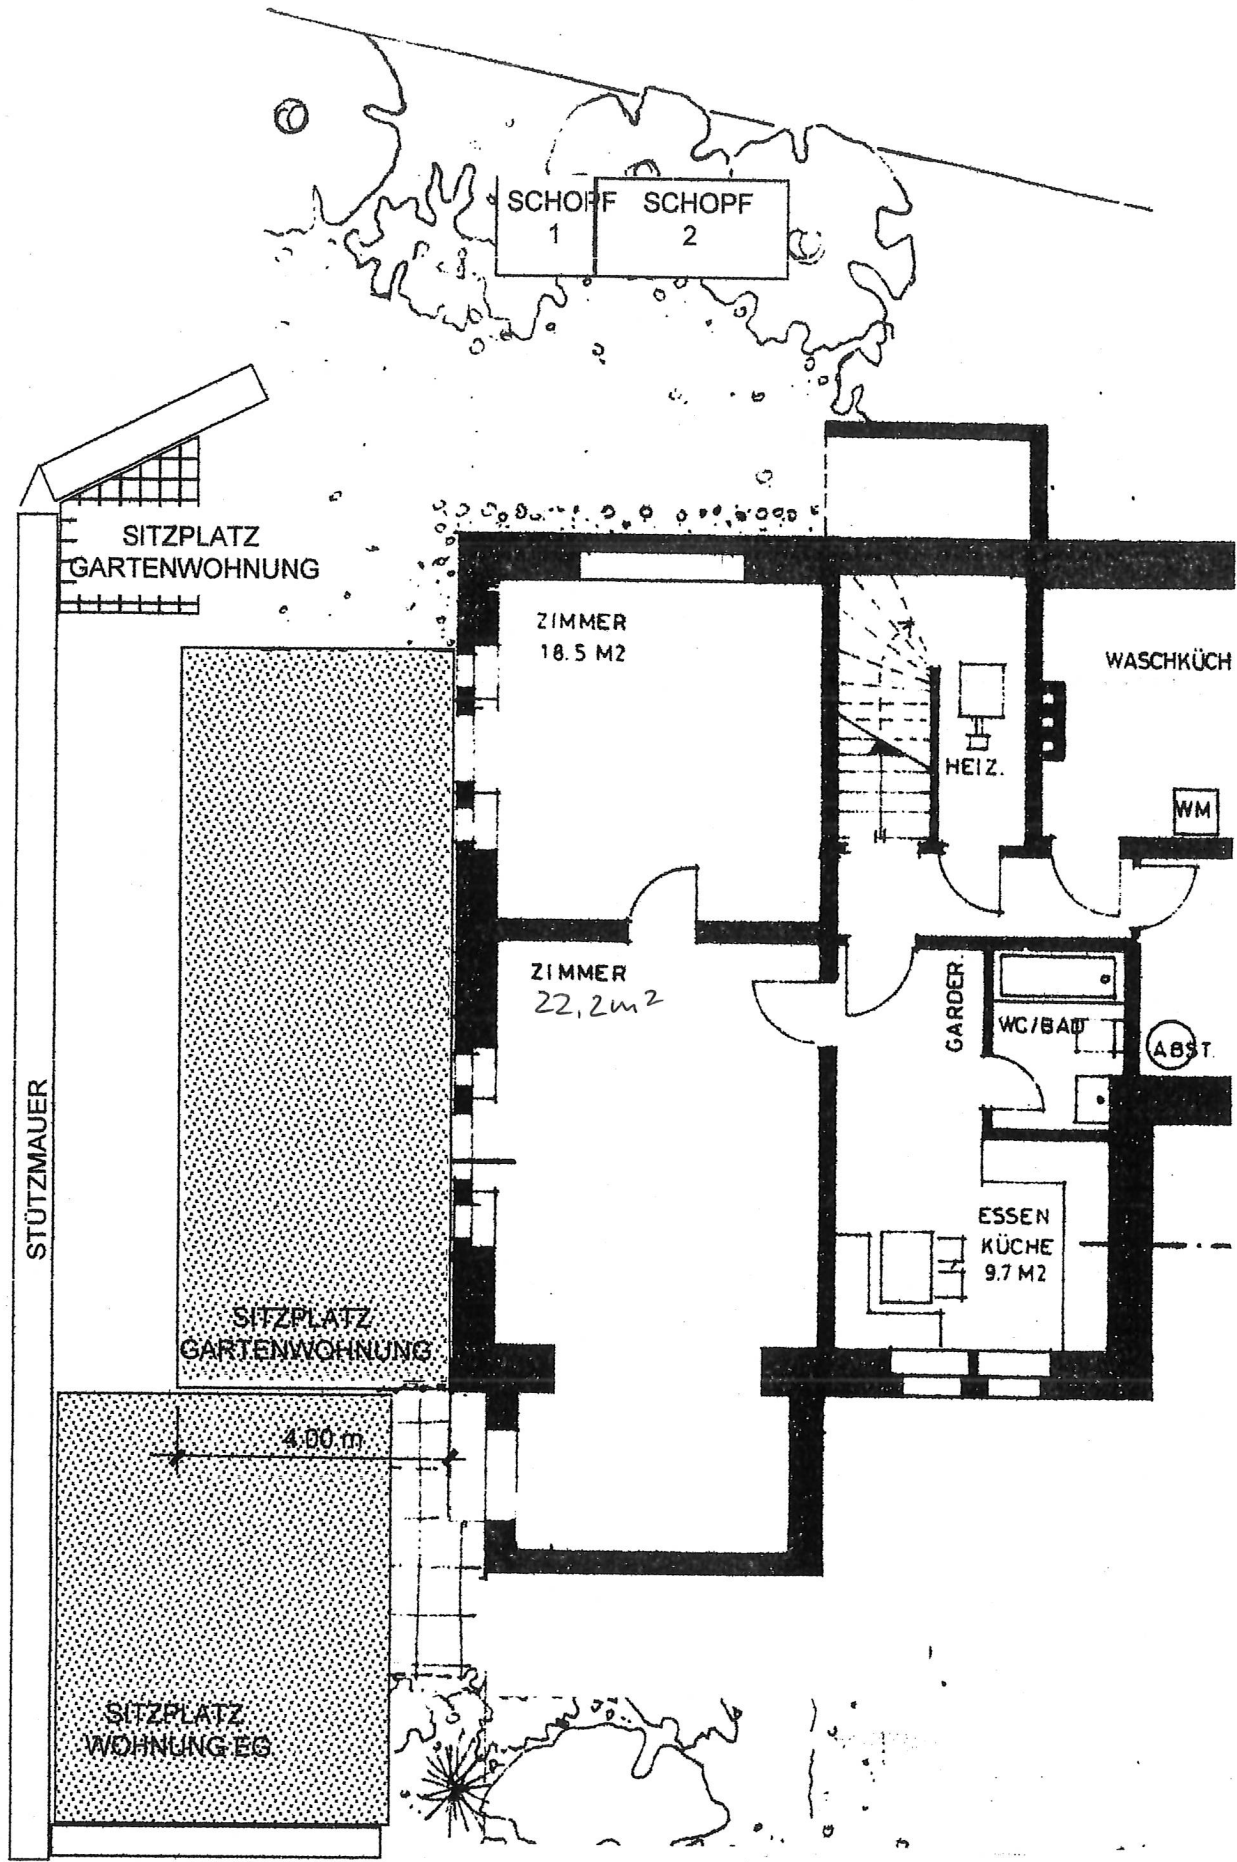 SCHOPF
1
SCHOPF
2
SITZPLATZ
GARTENWOHNUNG
ZIMMER
18.5 M2
WASCHKÜCH
HEIZ.
WM
ZIMMER
22,2m²
GARDER.
WC/BAD
ABST.
STÜTZMAUER
ESSEN
KÜCHE
9.7 M2
SITZPLATZ
GARTENWOHNUNG
4.00 m
SITZPLATZ
WOHNUNG EG